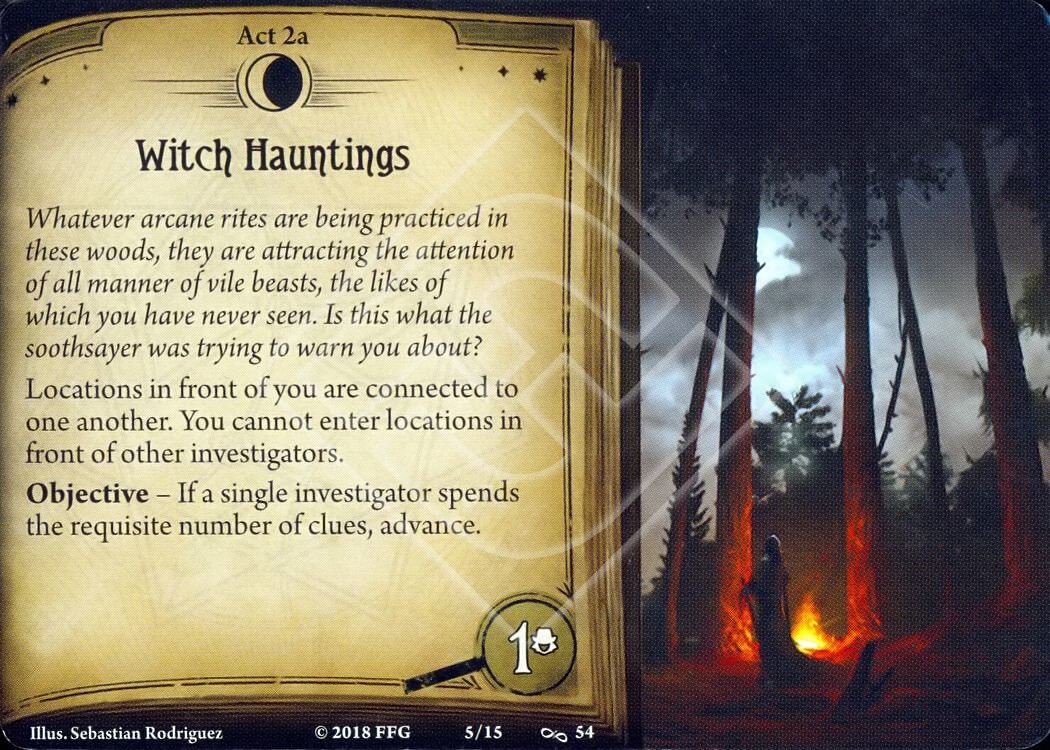 Act 2a
Witch Hauntings
Whatever arcane rites are being practiced in
these woods, they are attracting the attention
of all manner of vile beasts, the likes of
which you have never seen. Is this what the
soothsayer was trying to warn you about?
Locations in front of you are connected to
one another. You cannot enter locations in
front of other investigators.
Objective – If a single investigator spends
the requisite number of clues, advance.
1
Illus. Sebastian Rodriguez
© 2018 FFG
5/15
54